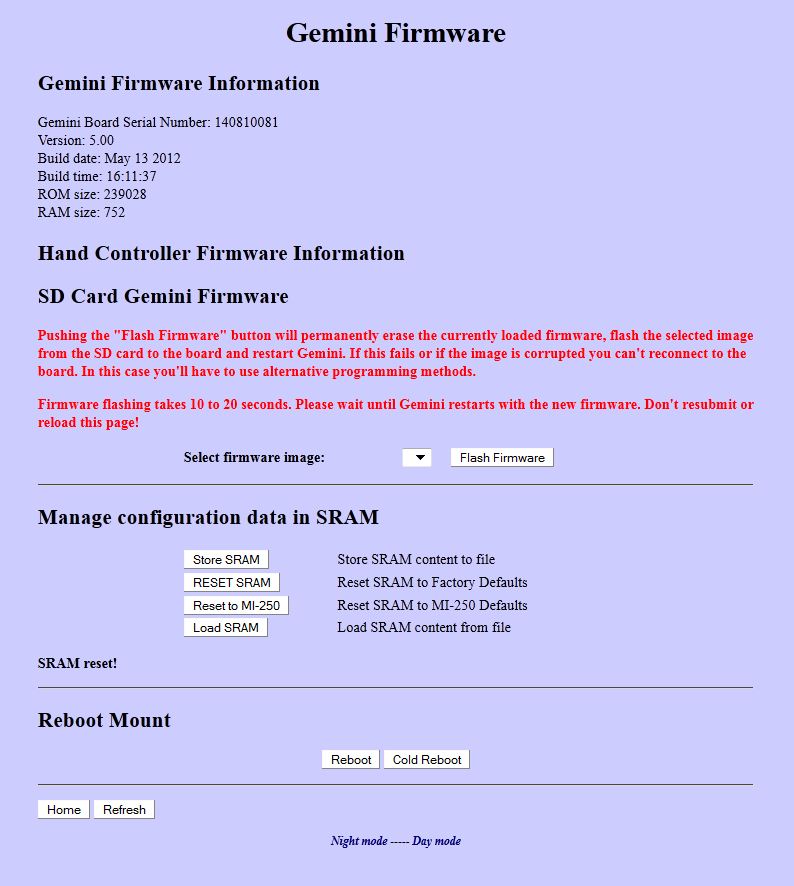 Gemini Firmware
Gemini Firmware Information
Gemini Board Serial Number: 140810081
Version: 5.00
Build date: May 13 2012
Build time: 16:11:37
ROM size: 239028
RAM size: 752
Hand Controller Firmware Information
SD Card Gemini Firmware
Pushing the "Flash Firmware" button will permanently erase the currently loaded firmware, flash the selected image
from the SD card to the board and restart Gemini. If this fails or if the image is corrupted you can't reconnect to the
board. In this case you'll have to use alternative programming methods.
Firmware flashing takes 10 to 20 seconds. Please wait until Gemini restarts with the new firmware. Don't resubmit or
reload this page!
Select firmware image: Flash Firmware
Manage configuration data in SRAM
Store SRAM Store SRAM content to file
RESET SRAM Reset SRAM to Factory Defaults
Reset to MI-250 Reset SRAM to MI-250 Defaults
Load SRAM Load SRAM content from file
SRAM reset!
Reboot Mount
Reboot Cold Reboot
Home Refresh
Night mode ----- Day mode